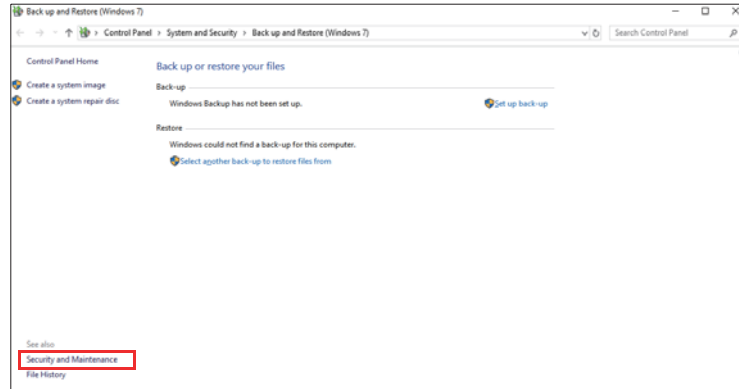 Back up and Restore (Windows 7)
Control Panel > System and Security > Back up and Restore (Windows 7)
Search Control Panel
Control Panel Home
Create a system image
Create a system repair disc
Back up or restore your files
Back-up
Windows Backup has not been set up.
Set up back-up
Restore
Windows could not find a back-up for this computer.
Select another back-up to restore files from
See also
Security and Maintenance
File History